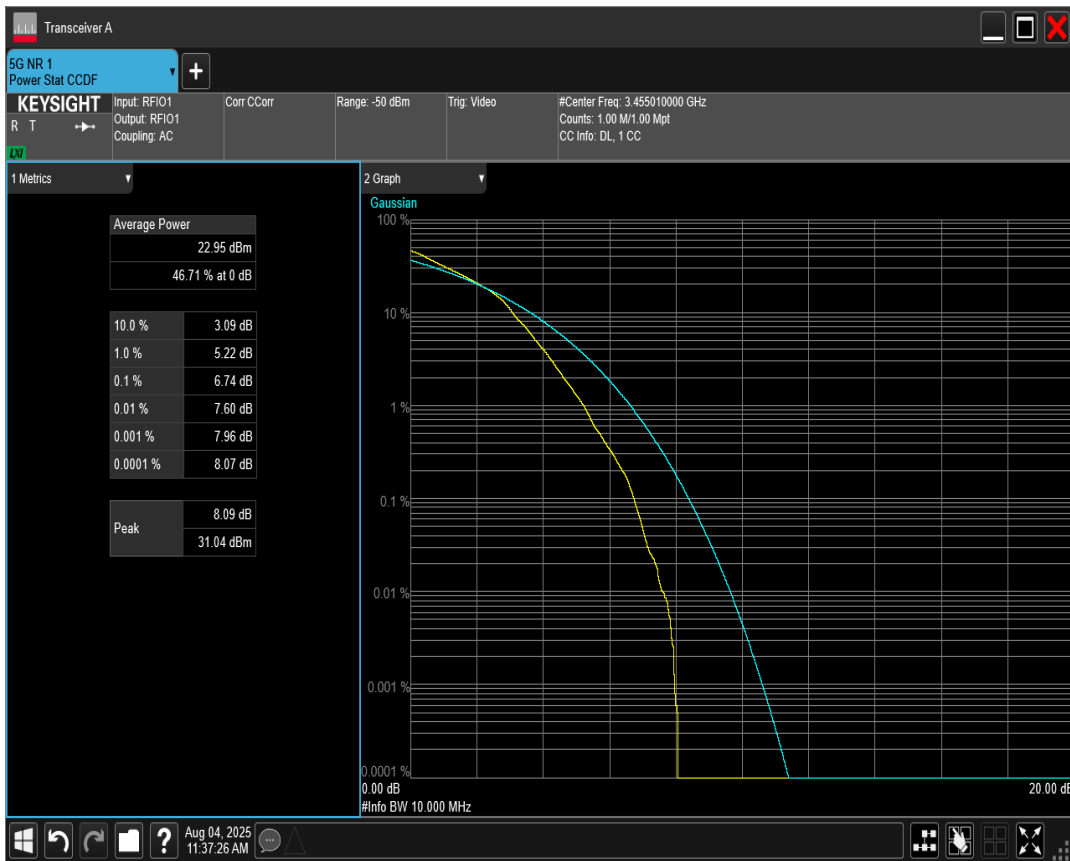 Transceiver A
5G NR 1
Power Stat CCDF
KEYSIGHT
R T
LXI
Input: RFIO1
Output: RFIO1
Coupling: AC
Corr CCorr
Range: -50 dBm
Trig: Video
#Center Freq: 3.455010000 GHz
Counts: 1.00 M/1.00 Mpt
CC Info: DL, 1 CC
1 Metrics
Average Power
22.95 dBm
46.71 % at 0 dB
10.0 % 3.09 dB
1.0 % 5.22 dB
0.1 % 6.74 dB
0.01 % 7.60 dB
0.001 % 7.96 dB
0.0001 % 8.07 dB
Peak 8.09 dB
31.04 dBm
2 Graph
Gaussian
100 %
10 %
1 %
0.1 %
0.01 %
0.001 %
0.0001 %
0.00 dB
20.00 dB
#Info BW 10.000 MHz
Aug 04, 2025
11:37:26 AM